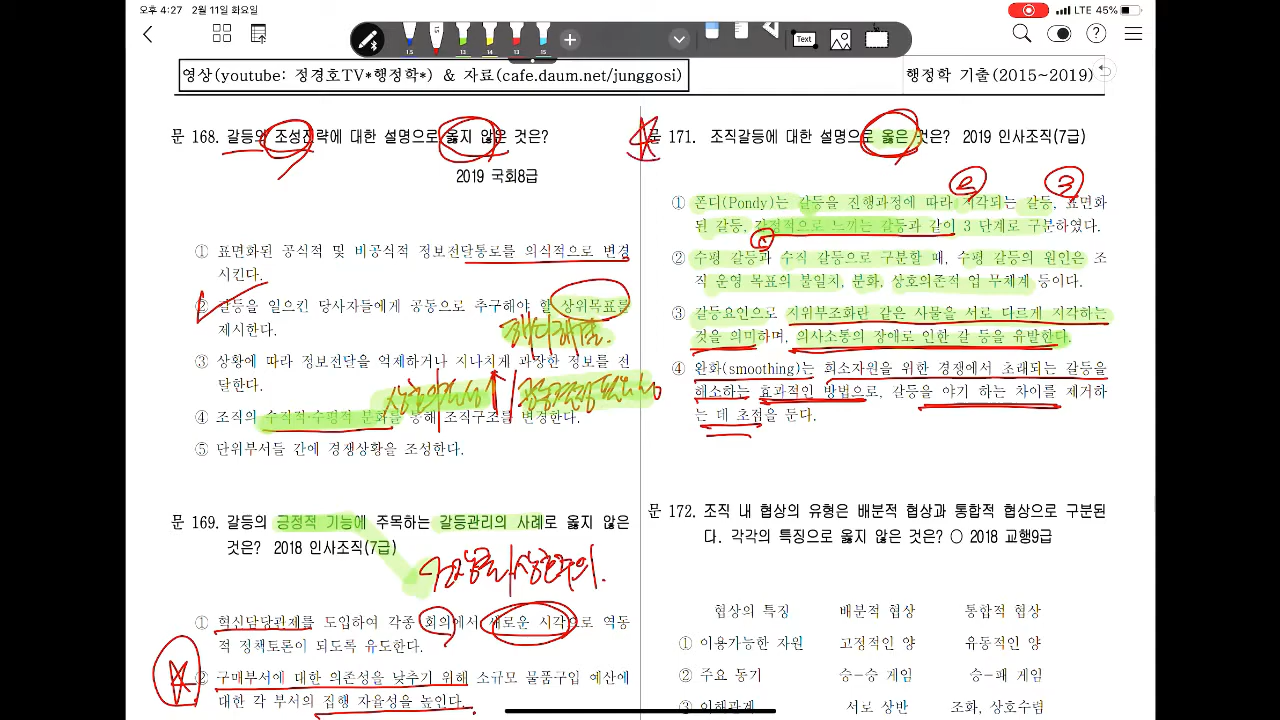 오후 4:27 2월 11일 화요일
LTE 45%
Text
영상(youtube: 정경호TV*행정학*) & 자료(cafe.daum.net/junggosi)
행정학 기출(2015~2019)
문 168. 갈등의 조성전략에 대한 설명으로 옳지 않은 것은?
2019 국회8급
① 표면화된 공식적 및 비공식적 정보전달통로를 의식적으로 변경
시킨다.
② 갈등을 일으킨 당사자들에게 공동으로 추구해야 할 상위목표를
제시한다.
③ 상황에 따라 정보전달을 억제하거나 지나치게 과장한 정보를 전
달한다.
④ 조직의 수직적·수평적 분화를 통해 조직구조를 변경한다.
⑤ 단위부서들 간에 경쟁상황을 조성한다.
문 169. 갈등의 긍정적 기능에 주목하는 갈등관리의 사례로 옳지 않은
것은? 2018 인사조직(7급)
① 혁신담당관제를 도입하여 각종 회의에서 새로운 시각으로 역동
적 정책토론이 되도록 유도한다.
② 구매부서에 대한 의존성을 낮추기 위해 소규모 물품구입 예산에
대한 각 부서의 집행 자율성을 높인다.
문 171. 조직갈등에 대한 설명으로 옳은 것은? 2019 인사조직(7급)
① 폰디(Pondy)는 갈등을 진행과정에 따라 지각되는 갈등, 표면화
된 갈등, 감정적으로 느끼는 갈등과 같이 3 단계로 구분하였다.
② 수평 갈등과 수직 갈등으로 구분할 때, 수평 갈등의 원인은 조
직 운영 목표의 불일치, 분화, 상호의존적 업 무체계 등이다.
③ 갈등요인으로 지위부조화란 같은 사물을 서로 다르게 지각하는
것을 의미하며, 의사소통의 장애로 인한 갈 등을 유발한다.
④ 완화(smoothing)는 희소자원을 위한 경쟁에서 초래되는 갈등을
해소하는 효과적인 방법으로, 갈등을 야기 하는 차이를 제거하
는 데 초점을 둔다.
문 172. 조직 내 협상의 유형은 배분적 협상과 통합적 협상으로 구분된
다. 각각의 특징으로 옳지 않은 것은? ○ 2018 교행9급
협상의 특징 배분적 협상 통합적 협상
① 이용가능한 자원 고정적인 양 유동적인 양
② 주요 동기 승-승 게임 승-패 게임
③ 이해관계 서로 상반 조화, 상호수렴